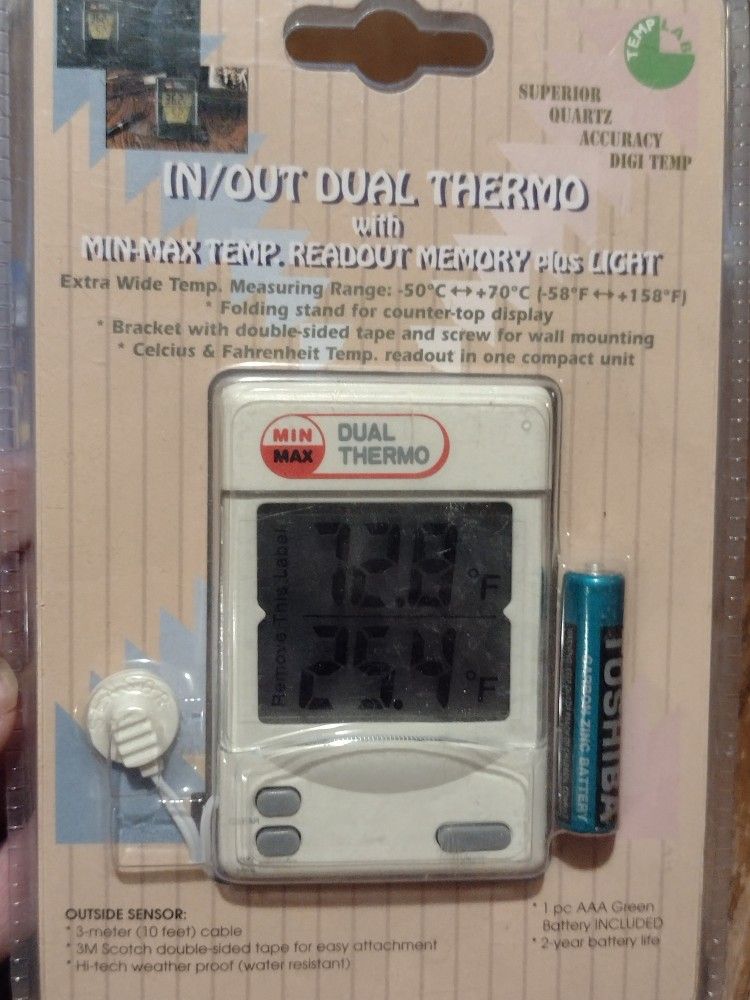 TEMP LAB
SUPERIOR
QUARTZ
ACCURACY
DIGI TEMP
IN/OUT DUAL THERMO
with
MIN-MAX TEMP. READOUT MEMORY plus LIGHT
Extra Wide Temp. Measuring Range: -50°C ↔ +70°C (-58°F ↔ +158°F)
* Folding stand for counter-top display
* Bracket with double-sided tape and screw for wall mounting
* Celcius & Fahrenheit Temp. readout in one compact unit
MIN
MAX
DUAL
THERMO
Remove This Label
72.8 °F
25.4 °F
TOSHIBA
CARBON ZINC BATTERY
OUTSIDE SENSOR:
* 3-meter (10 feet) cable
* 3M Scotch double-sided tape for easy attachment
* Hi-tech weather proof (water resistant)
* 1 pc AAA Green
Battery INCLUDED
* 2-year battery life